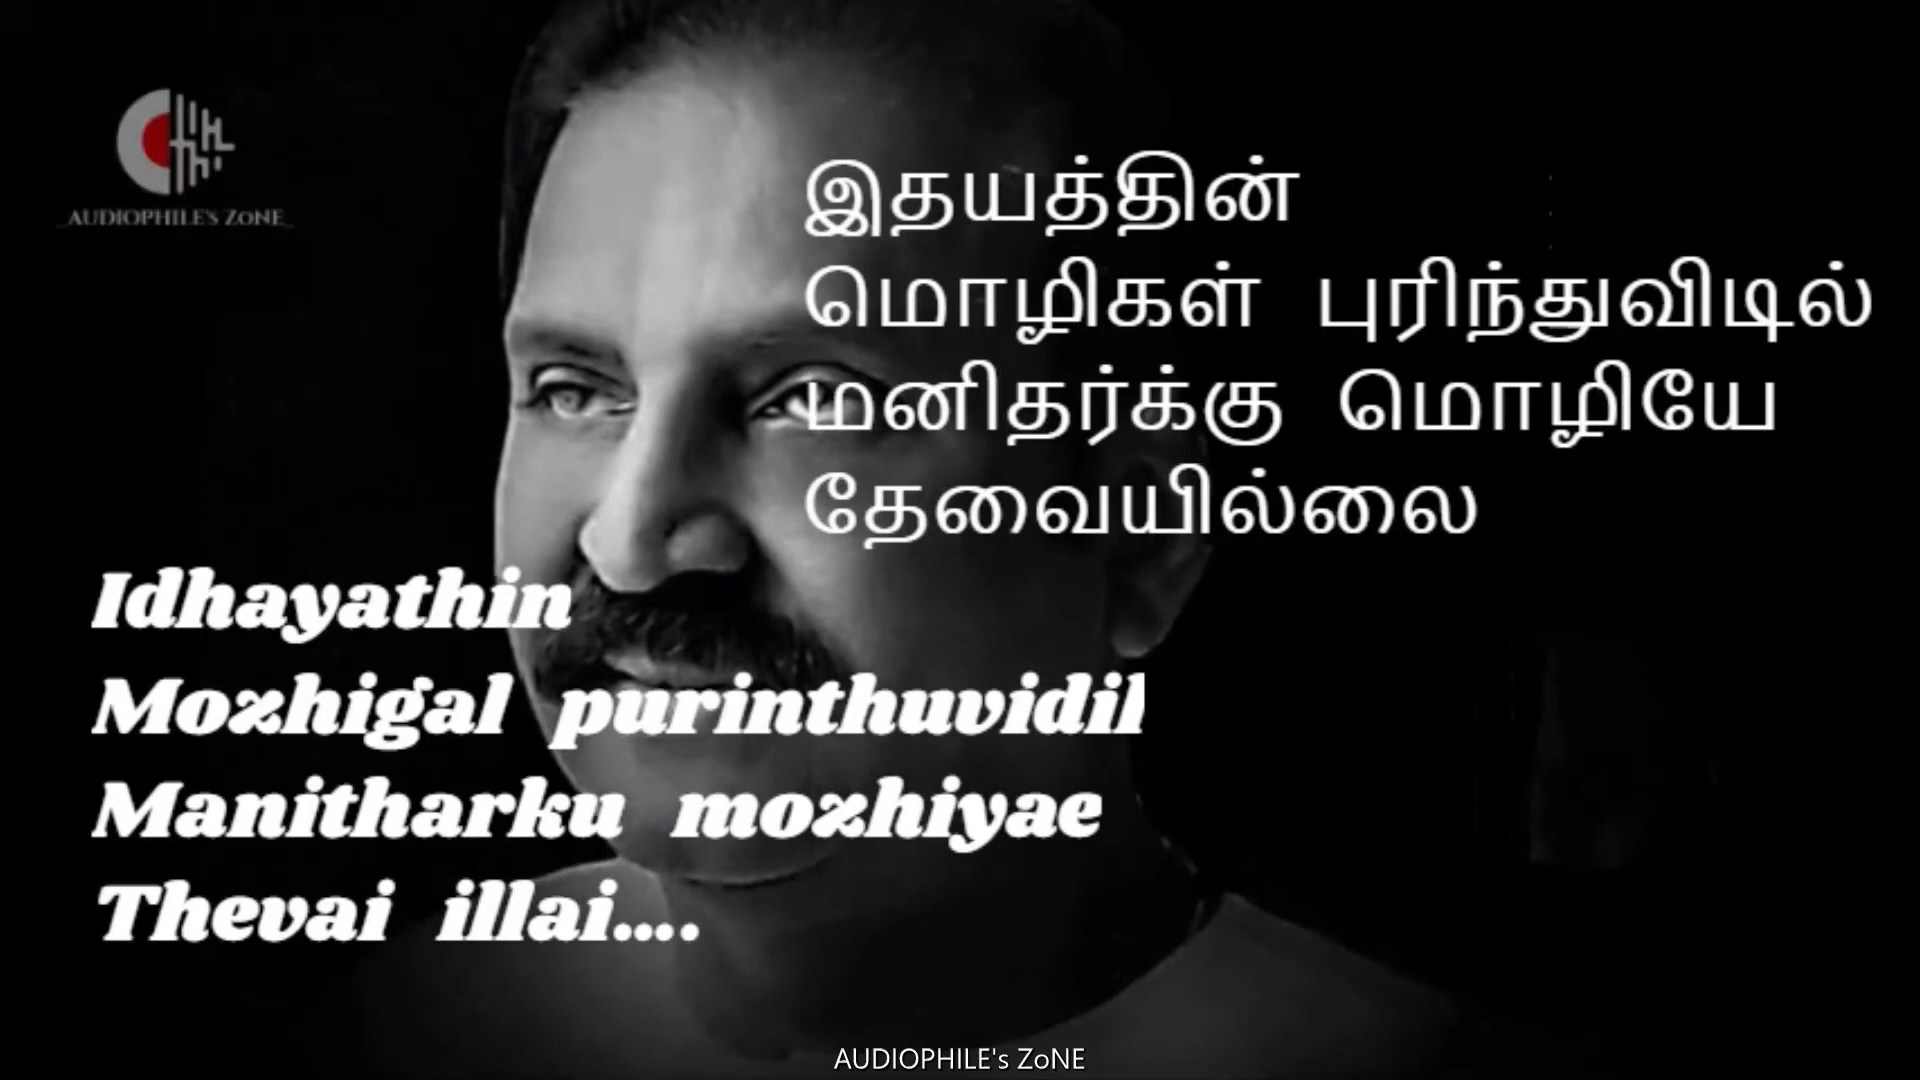 AUDIOPHILE's ZoNE
இதயத்தின்
மொழிகள் புரிந்துவிடில்
மனிதர்க்கு மொழியே
தேவையில்லை
Idhayathin
Mozhigal purinthuvidil
Manitharku mozhiyae
Thevai illai....
AUDIOPHILE's ZoNE